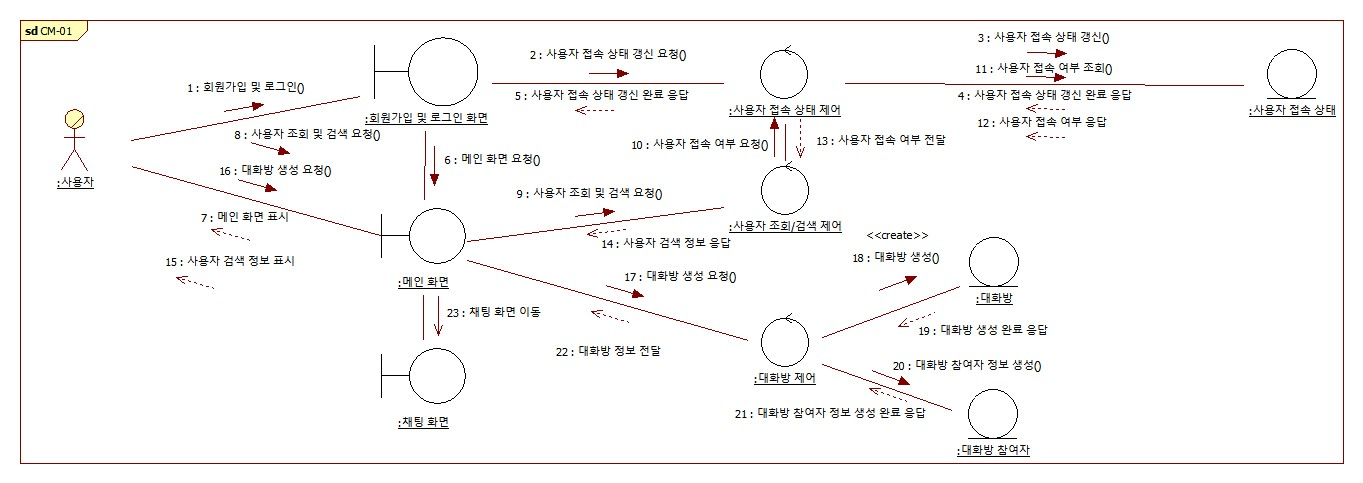 sd CM-01
1 : 회원가입 및 로그인()
2 : 사용자 접속 상태 갱신 요청()
3 : 사용자 접속 상태 갱신()
11 : 사용자 접속 여부 조회()
4 : 사용자 접속 상태 갱신 완료 응답
5 : 사용자 접속 상태 갱신 완료 응답
:회원가입 및 로그인 화면
:사용자 접속 상태 제어
:사용자 접속 상태
12 : 사용자 접속 여부 응답
8 : 사용자 조회 및 검색 요청()
10 : 사용자 접속 여부 요청()
13 : 사용자 접속 여부 전달
6 : 메인 화면 요청()
16 : 대화방 생성 요청()
:사용자
9 : 사용자 조회 및 검색 요청()
7 : 메인 화면 표시
:사용자 조회/검색 제어
14 : 사용자 검색 정보 응답
<<create>>
18 : 대화방 생성()
15 : 사용자 검색 정보 표시
17 : 대화방 생성 요청()
:메인 화면
:대화방
23 : 채팅 화면 이동
19 : 대화방 생성 완료 응답
22 : 대화방 정보 전달
20 : 대화방 참여자 정보 생성()
:대화방 제어
21 : 대화방 참여자 정보 생성 완료 응답
:채팅 화면
:대화방 참여자